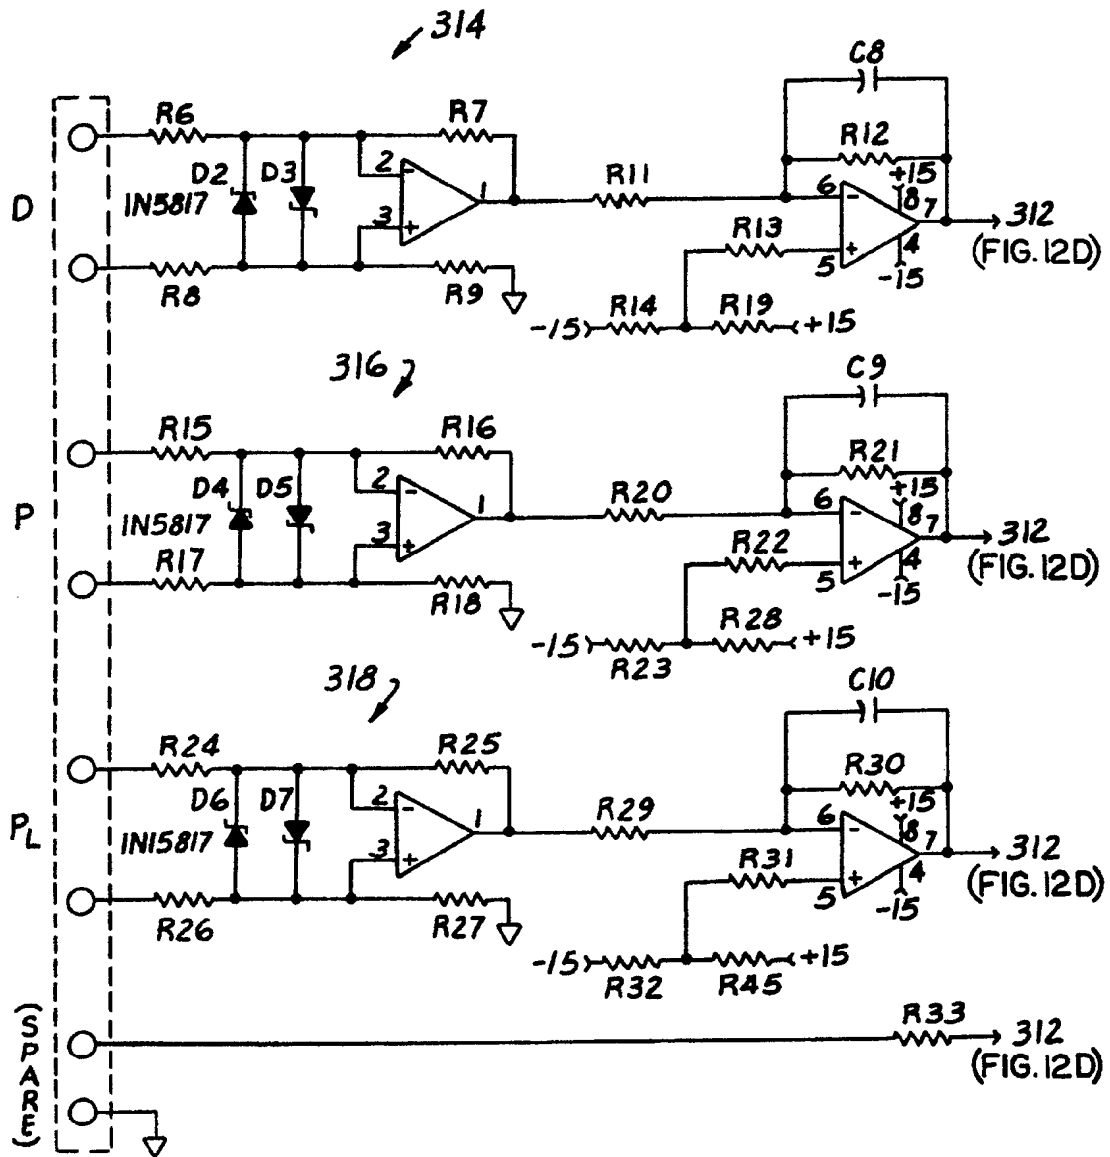 314
C8
R6
R7
R12
D2
D3
2
-
1
R11
+15
IN5817
6
-
8
7
D
3
+
R13
312
+
4
(FIG. 12D)
5
-15
R8
R9
R14
R19
-15
+15
316
C9
R15
R16
R21
D4
D5
2
-
+15
R20
6
-
8
7
P
IN5817
1
312
3
+
R22
4
(FIG. 12D)
R17
+
5
-15
R18
R28
-15
+15
R23
318
C10
R24
R25
R30
D6
D7
2
-
+15
1
R29
6
-
8
7
PL
IN15817
312
3
+
R31
4
(FIG. 12D)
+
5
-15
R26
R27
-15
+15
R32
R45
R33
(SPARE)
312
(FIG. 12D)